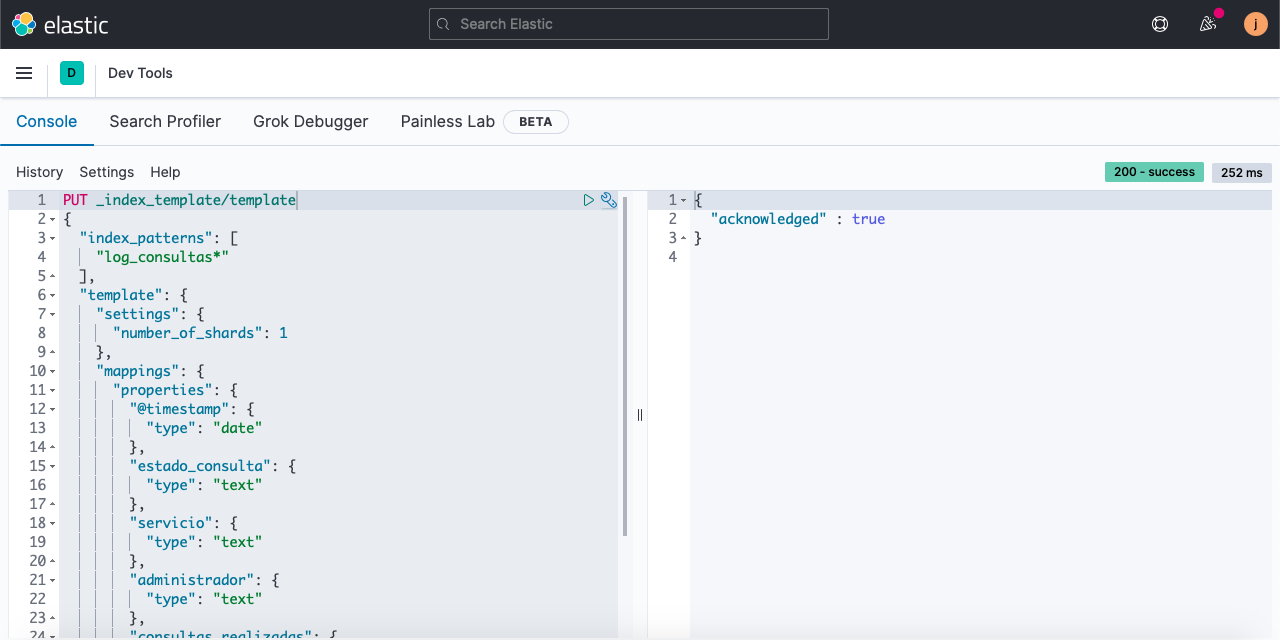 elastic
Search Elastic
j
D
Dev Tools
Console Search Profiler Grok Debugger Painless Lab BETA
History Settings Help
200 - success 252 ms
1 PUT _index_template/template
2 {
3 "index_patterns": [
4 "log_consultas*"
5 ],
6 "template": {
7 "settings": {
8 "number_of_shards": 1
9 },
10 "mappings": {
11 "properties": {
12 "@timestamp": {
13 "type": "date"
14 },
15 "estado_consulta": {
16 "type": "text"
17 },
18 "servicio": {
19 "type": "text"
20 },
21 "administrador": {
22 "type": "text"
23 },
24 "consultas_realizadas": {
1 {
2 "acknowledged" : true
3 }
4